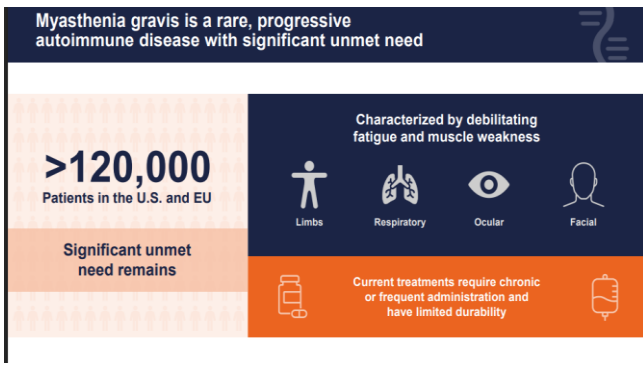 Myasthenia gravis is a rare, progressive
autoimmune disease with significant unmet need
>120,000
Patients in the U.S. and EU
Significant unmet
need remains
Characterized by debilitating
fatigue and muscle weakness
Limbs
Respiratory
Ocular
Facial
Current treatments require chronic
or frequent administration and
have limited durability